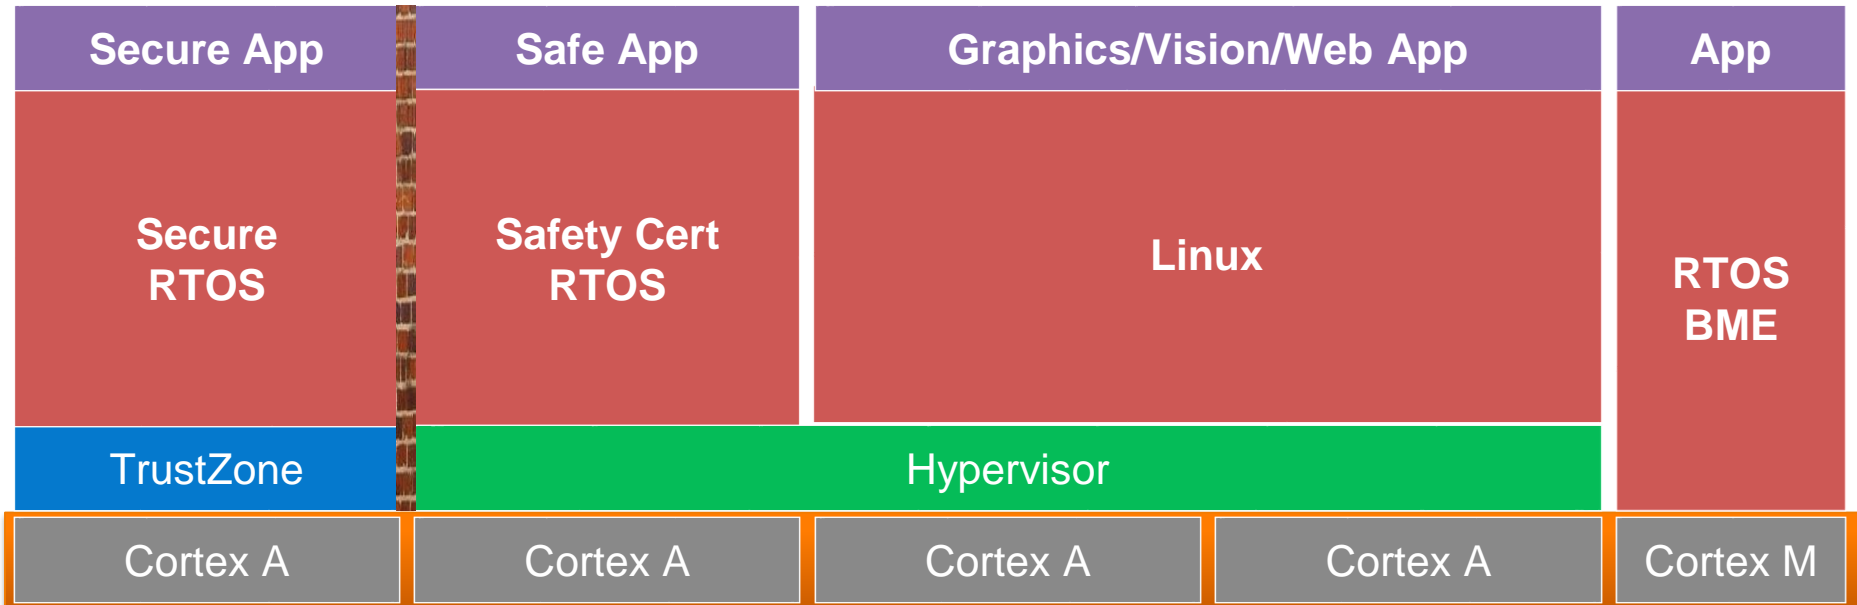 Secure App
Safe App
Graphics/Vision/Web App
App
Secure
RTOS
Safety Cert
RTOS
Linux
RTOS
BME
TrustZone
Hypervisor
Cortex A
Cortex A
Cortex A
Cortex A
Cortex M